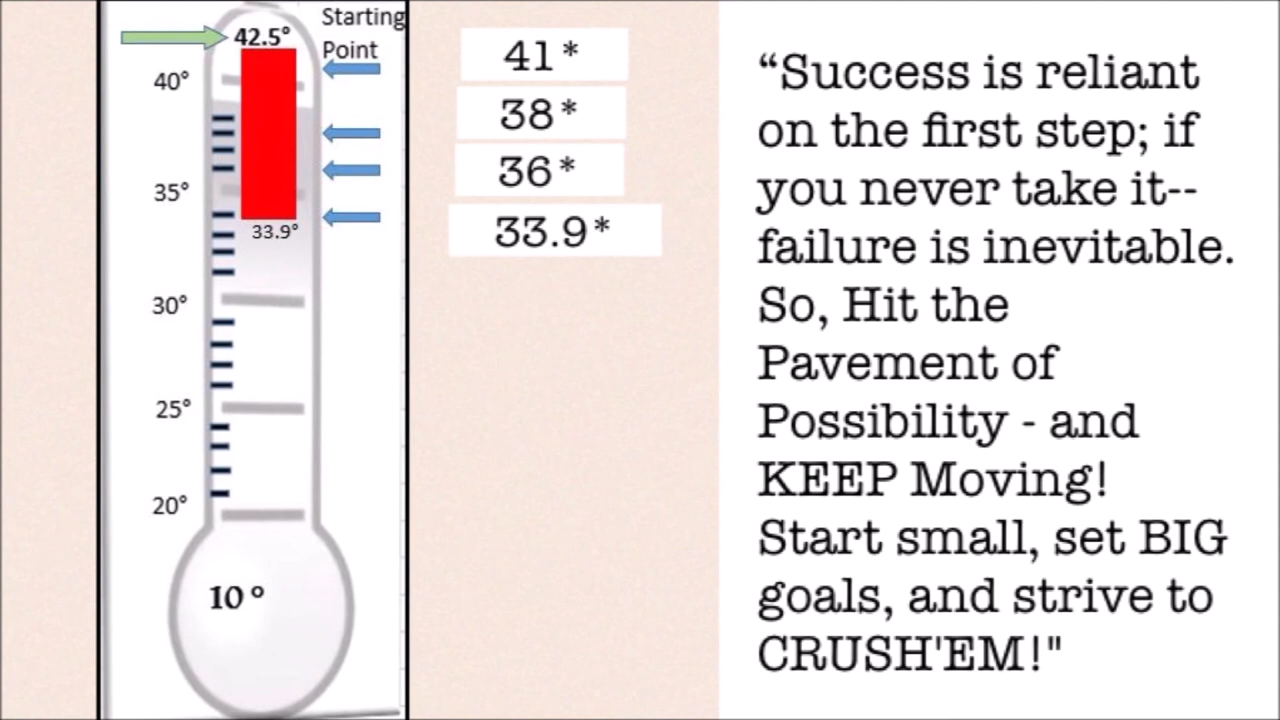 Starting
Point
42.5°
40°
35°
33.9°
30°
25°
20°
10°
41*
38*
36*
33.9*
“Success is reliant
on the first step; if
you never take it--
failure is inevitable.
So, Hit the
Pavement of
Possibility - and
KEEP Moving!
Start small, set BIG
goals, and strive to
CRUSH'EM!"